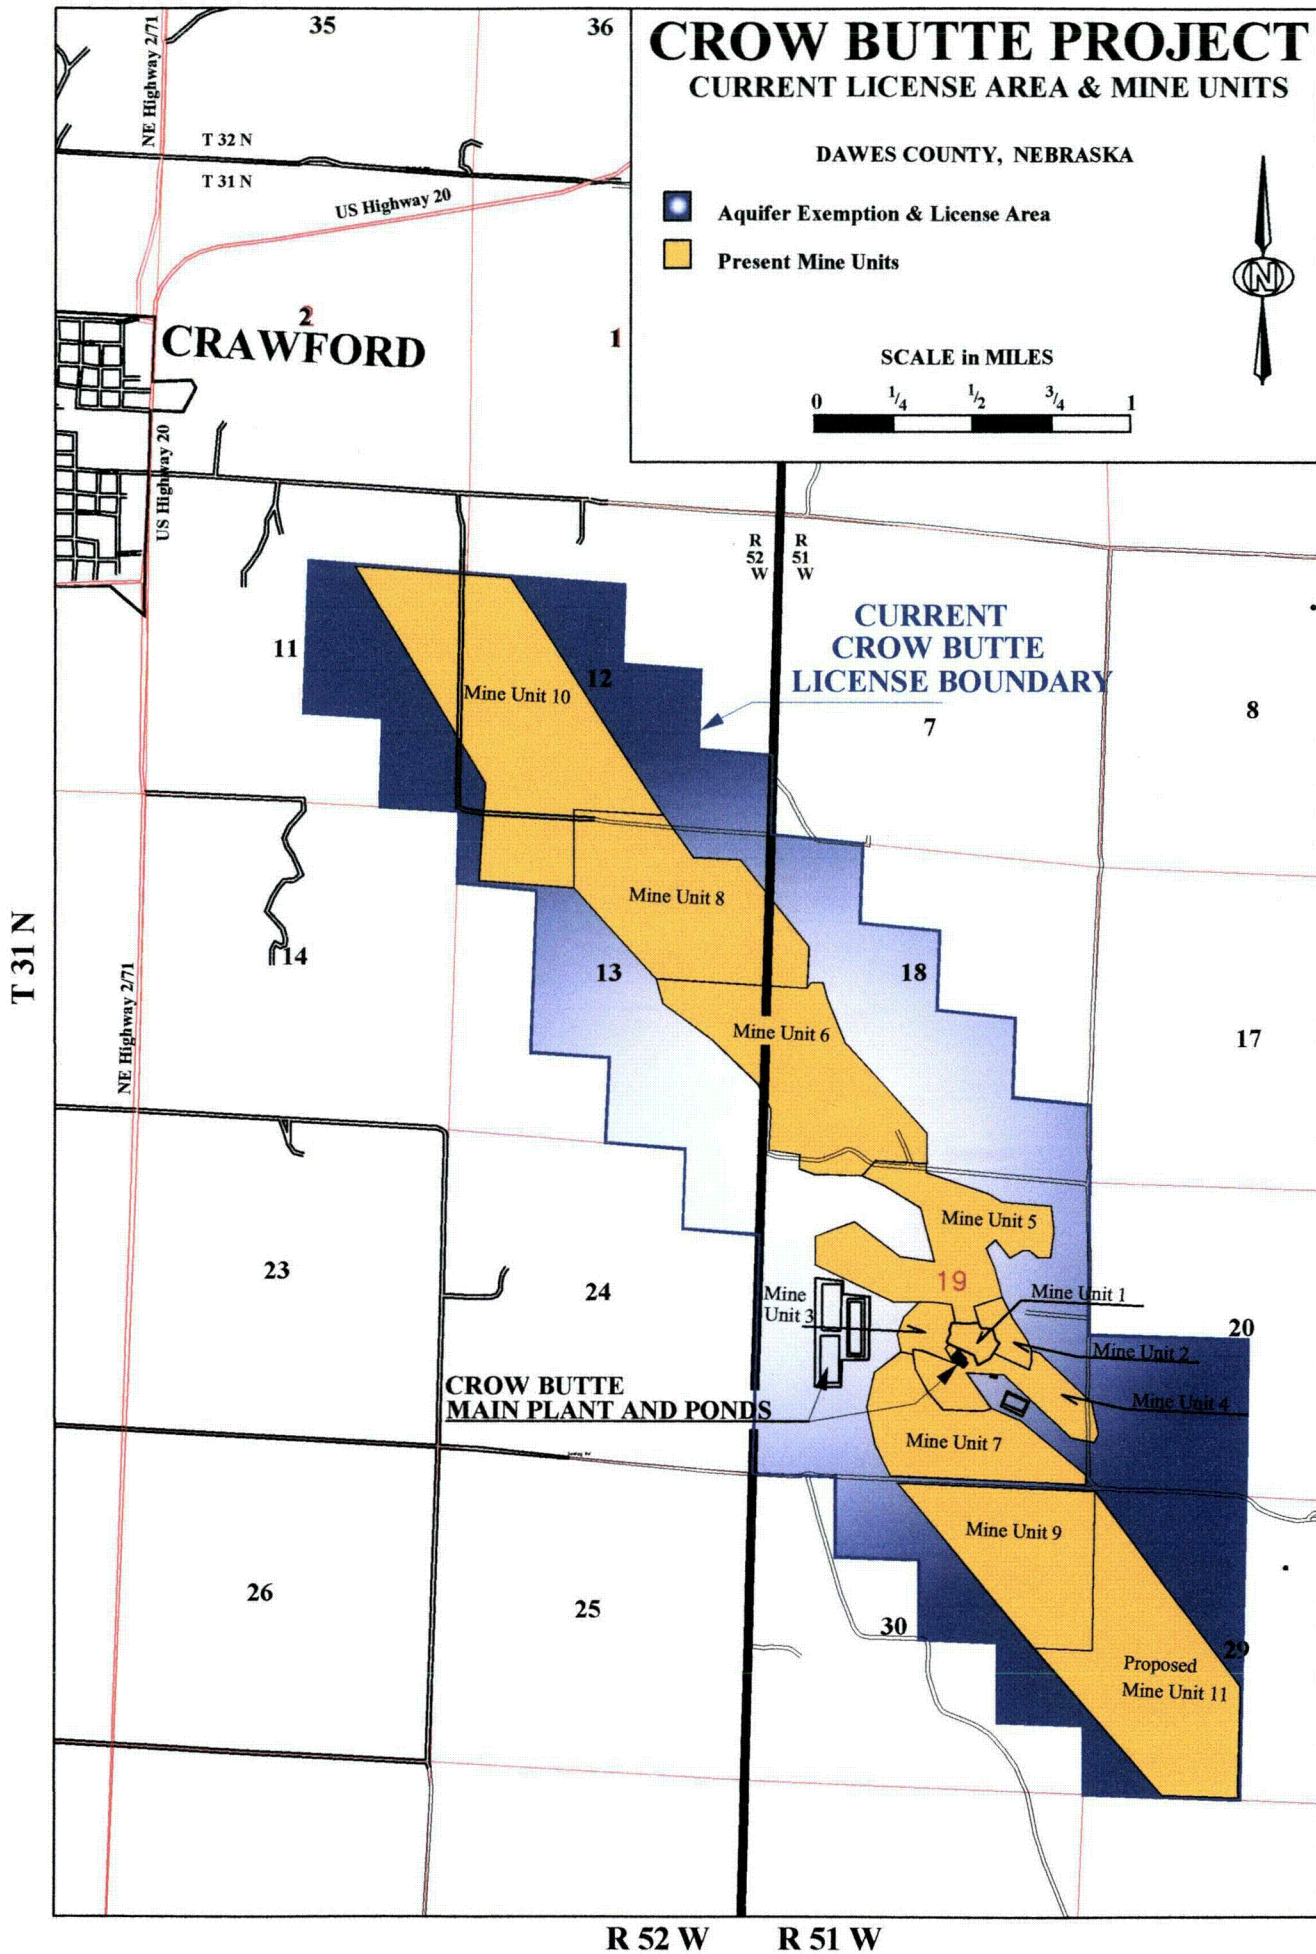 CROW BUTTE PROJECT
CURRENT LICENSE AREA & MINE UNITS
DAWES COUNTY, NEBRASKA
Aquifer Exemption & License Area
Present Mine Units
N
SCALE in MILES
0 1/4 1/2 3/4 1
35
36
NE Highway 2/71
T 32 N
T 31 N
US Highway 20
2
CRAWFORD
1
US Highway 20
R
52
W
R
51
W
CURRENT
CROW BUTTE
LICENSE BOUNDARY
11
12
Mine Unit 10
7
8
Mine Unit 8
T 31 N
14
13
18
17
NE Highway 2/71
Mine Unit 6
Mine Unit 5
23
24
19
20
Mine
Unit 3
Mine Unit 1
Mine Unit 2
Mine Unit 4
CROW BUTTE
MAIN PLANT AND PONDS
Mine Unit 7
Mine Unit 9
26
25
30
29
Proposed
Mine Unit 11
R 52 W
R 51 W